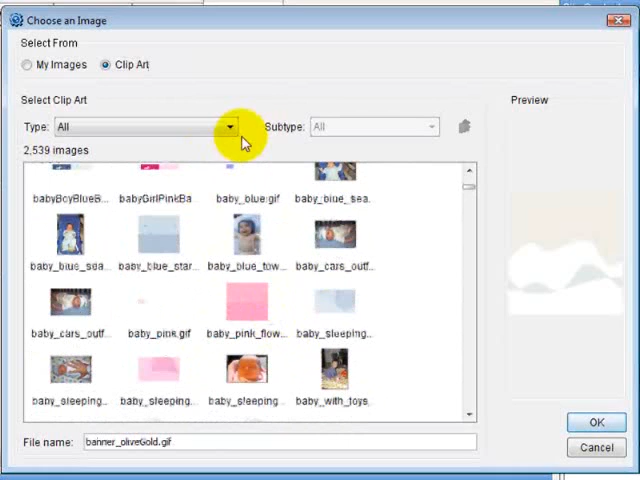 Choose an Image
Select From
My Images
Clip Art
Select Clip Art
Preview
Type: All
Subtype: All
2,539 images
babyBoyBlueB... babyGirlPinkBa... baby_blue.gif baby_blue_sea...
baby_blue_sea... baby_blue_star... baby_blue_tow... baby_cars_outf...
baby_cars_outf... baby_pink.gif baby_pink_flow... baby_sleeping...
baby_sleeping... baby_sleeping... baby_sleeping... baby_with_toys...
File name: banner_oliveGold.gif
OK
Cancel